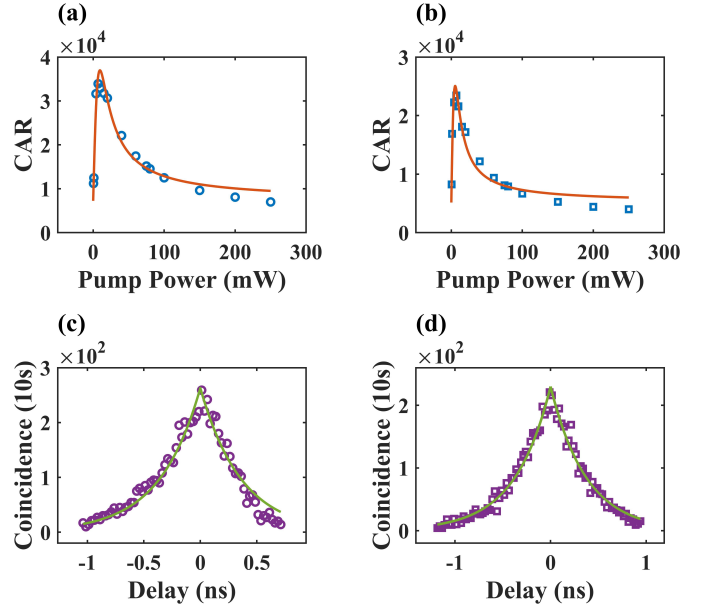 (a)
×10^4
4
3
2
1
0
CAR
0 100 200 300
Pump Power (mW)
(b)
×10^4
3
2
1
0
CAR
0 100 200 300
Pump Power (mW)
(c)
×10^2
3
2
1
0
Coincidence (10s)
-1 -0.5 0 0.5
Delay (ns)
(d)
×10^2
2
1
0
Coincidence (10s)
-1 0 1
Delay (ns)